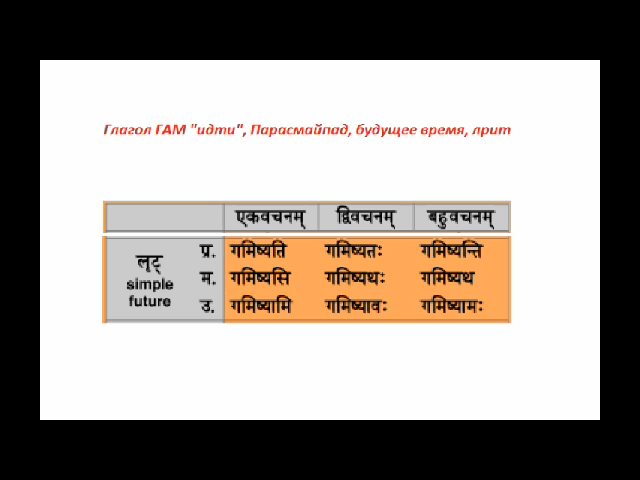 Глагол ГАМ "идти", Парасмайпад, будущее время, лрит
एकवचनम् द्विवचनम् बहुवचनम्
लृट् simple future
प्र. गमिष्यति गमिष्यतः गमिष्यन्ति
म. गमिष्यसि गमिष्यथः गमिष्यथ
उ. गमिष्यामि गमिष्यावः गमिष्यामः